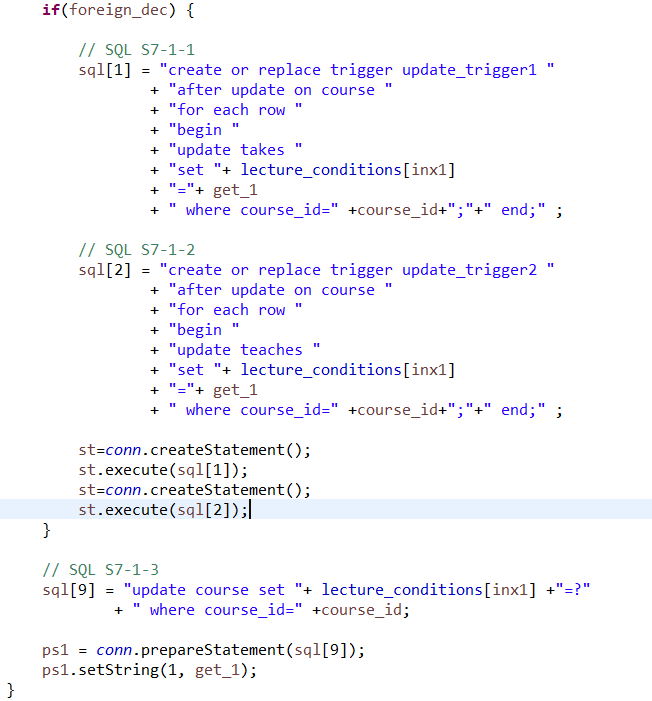 if(foreign_dec) {
// SQL S7-1-1
sql[1] = "create or replace trigger update_trigger1 "
+ "after update on course "
+ "for each row "
+ "begin "
+ "update takes "
+ "set "+ lecture_conditions[inx1]
+ "="+ get_1
+ " where course_id=" +course_id+";"+" end;" ;
// SQL S7-1-2
sql[2] = "create or replace trigger update_trigger2 "
+ "after update on course "
+ "for each row "
+ "begin "
+ "update teaches "
+ "set "+ lecture_conditions[inx1]
+ "="+ get_1
+ " where course_id=" +course_id+";"+" end;" ;
st=conn.createStatement();
st.execute(sql[1]);
st=conn.createStatement();
st.execute(sql[2]);
}
// SQL S7-1-3
sql[9] = "update course set "+ lecture_conditions[inx1] +"=?"
+ " where course_id=" +course_id;
ps1 = conn.prepareStatement(sql[9]);
ps1.setString(1, get_1);
}